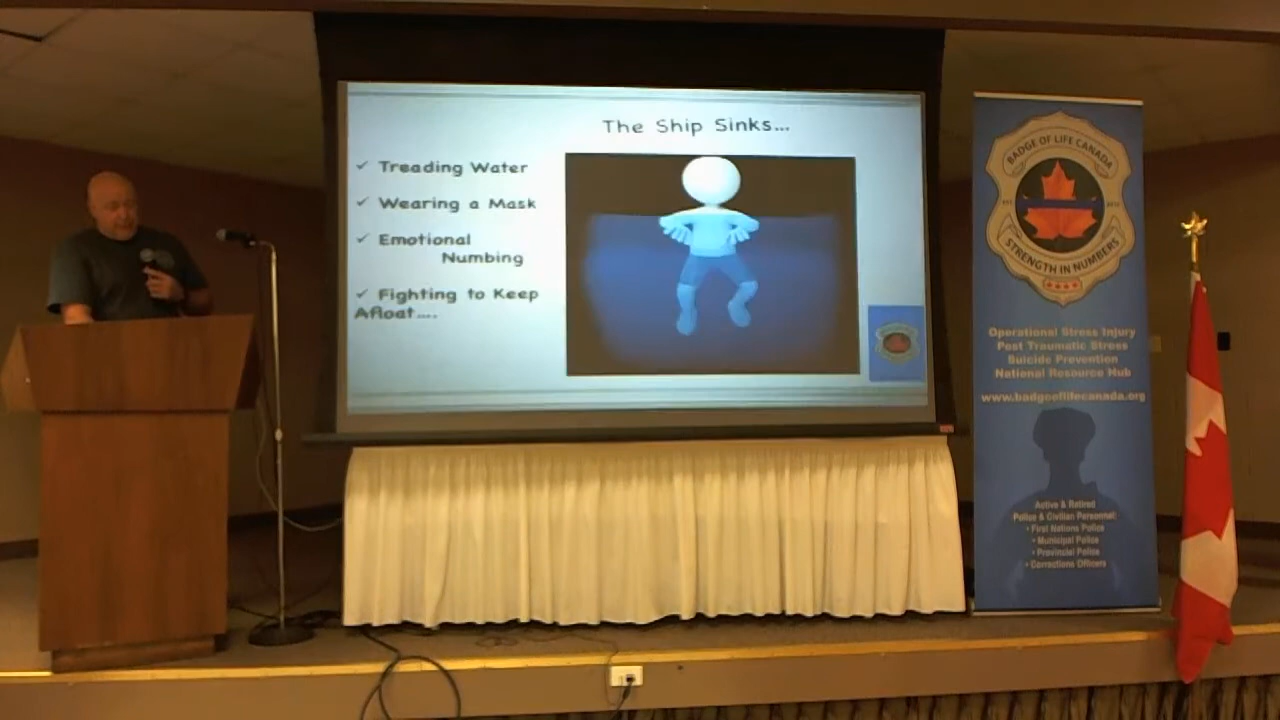 The Ship Sinks...
✓ Treading Water
✓ Wearing a Mask
✓ Emotional
Numbing
✓ Fighting to Keep
Afloat....
BADGE OF LIFE CANADA
STRENGTH IN NUMBERS
Operational Stress Injury
Post Traumatic Stress
Suicide Prevention
National Resource Hub
www.badgeoflifecanada.org
Active & Retired
Police & Civilian Personnel:
• First Nations Police
• Municipal Police
• Provincial Police
• Corrections Officers